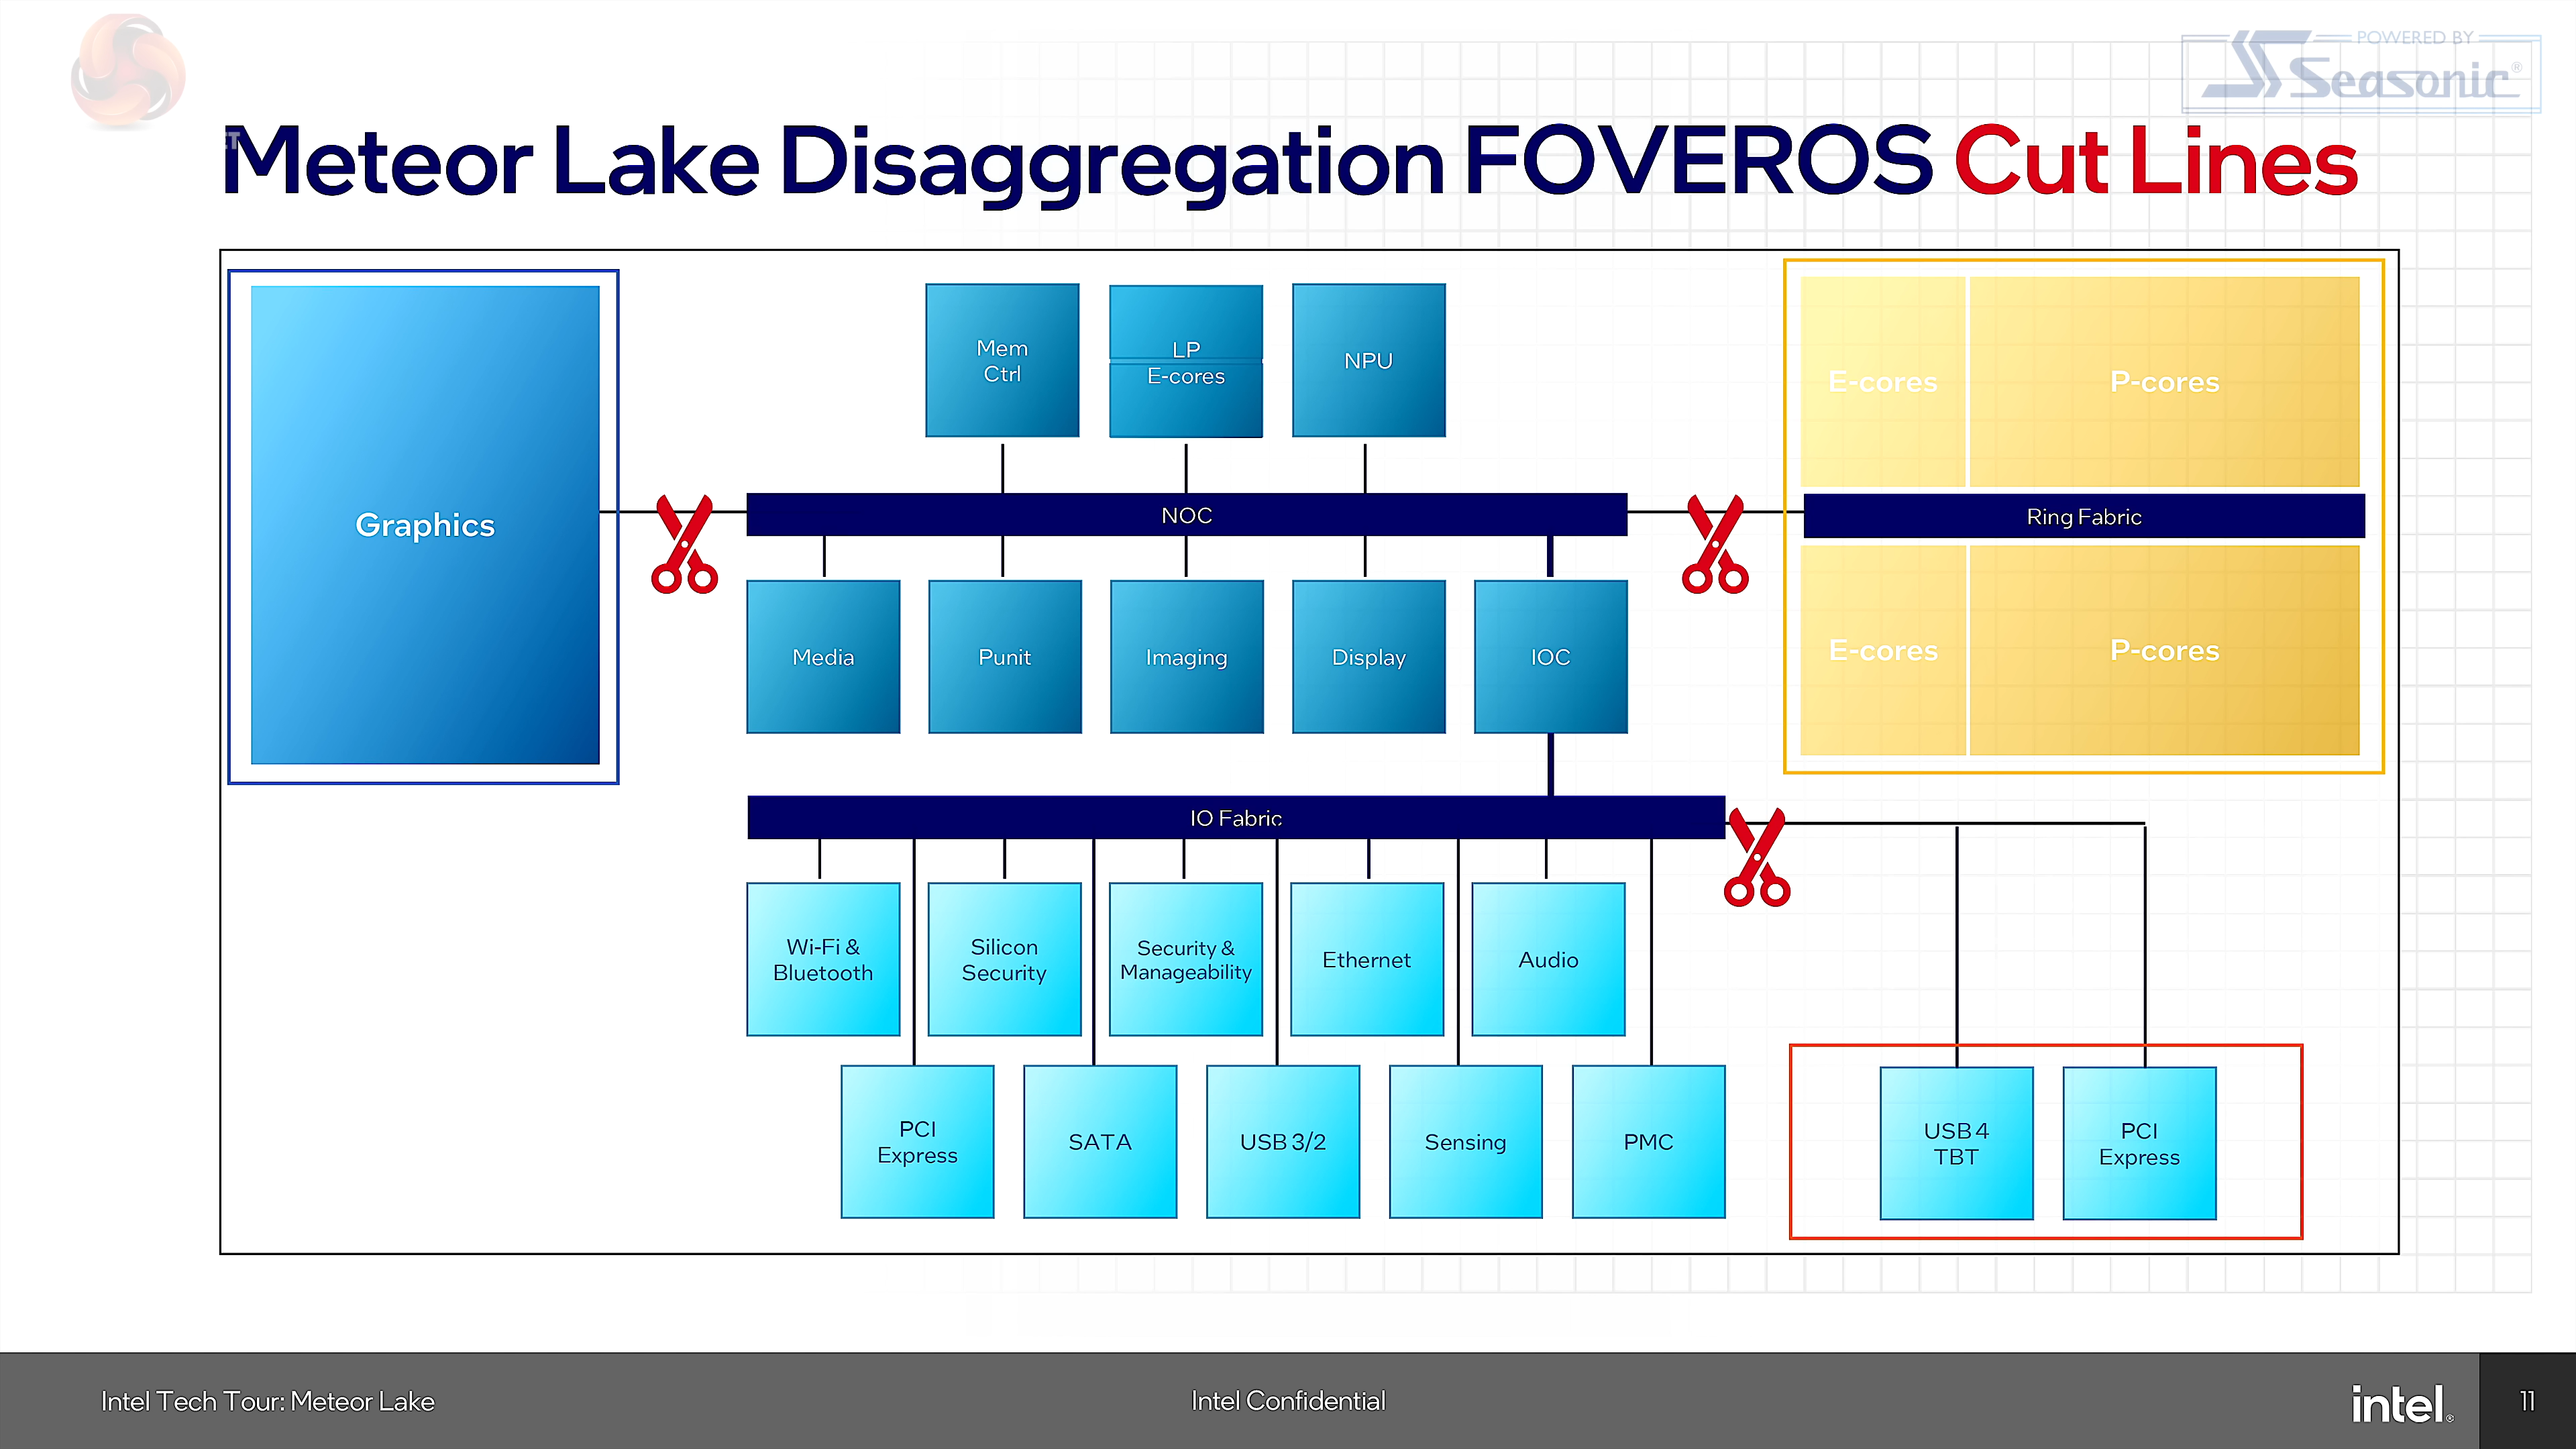 POWERED BY
Seasonic®
Meteor Lake Disaggregation FOVEROS Cut Lines
Mem
Ctrl
LP
E-cores
NPU
E-cores
P-cores
Graphics
NOC
Ring Fabric
Media
Punit
Imaging
Display
IOC
E-cores
P-cores
IO Fabric
Wi-Fi &
Bluetooth
Silicon
Security
Security &
Manageability
Ethernet
Audio
PCI
Express
SATA
USB 3/2
Sensing
PMC
USB 4
TBT
PCI
Express
Intel Tech Tour: Meteor Lake
Intel Confidential
intel®
11